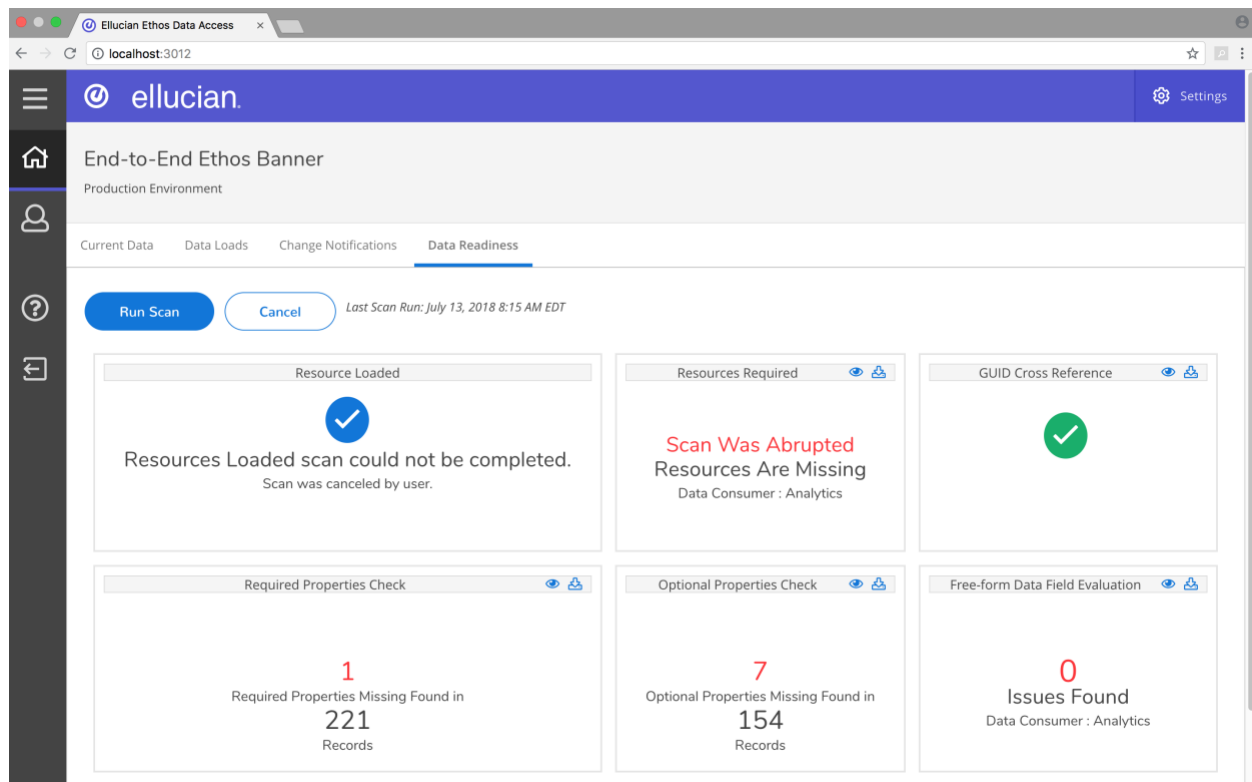 Ellucian Ethos Data Access
localhost:3012
ellucian.
Settings
End-to-End Ethos Banner
Production Environment
Current Data Data Loads Change Notifications Data Readiness
Run Scan Cancel Last Scan Run: July 13, 2018 8:15 AM EDT
Resource Loaded
Resources Loaded scan could not be completed.
Scan was canceled by user.
Resources Required
Scan Was Abrupted
Resources Are Missing
Data Consumer : Analytics
GUID Cross Reference
Required Properties Check
1
Required Properties Missing Found in
221
Records
Optional Properties Check
7
Optional Properties Missing Found in
154
Records
Free-form Data Field Evaluation
0
Issues Found
Data Consumer : Analytics